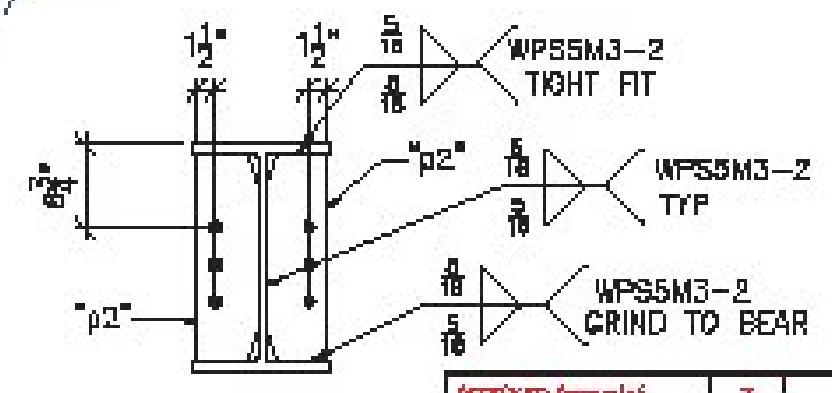 1 1/2" 1 1/2"
5/16
5/16
WPS5M3-2
TIGHT FIT
"p2"
5/16
5/16
WPS5M3-2
TYP
"p2"
5/16
5/16
WPS5M3-2
GRIND TO BEAR